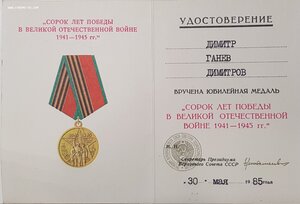 „СОРОК ЛЕТ ПОБЕДЫ
В ВЕЛИКОЙ ОТЕЧЕСТВЕННОЙ ВОЙНЕ
1941—1945 гг.“
УДОСТОВЕРЕНИЕ
ДИМИТР
ГАНЕВ
ДИМИТРОВ
ВРУЧЕНА ЮБИЛЕЙНАЯ МЕДАЛЬ
„СОРОК ЛЕТ ПОБЕДЫ
В ВЕЛИКОЙ ОТЕЧЕСТВЕННОЙ
ВОЙНЕ 1941—1945 гг.“
Секретарь Президиума
Верховного Совета СССР
„30“ мая 1985 года